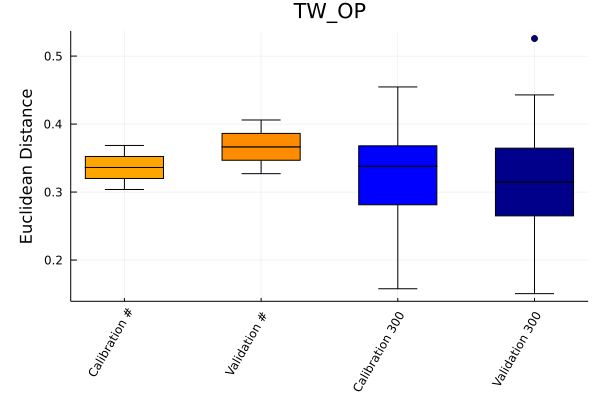 TW_OP
Euclidean Distance
0.5
0.4
0.3
0.2
Calibration #
Validation #
Calibration 300
Validation 300